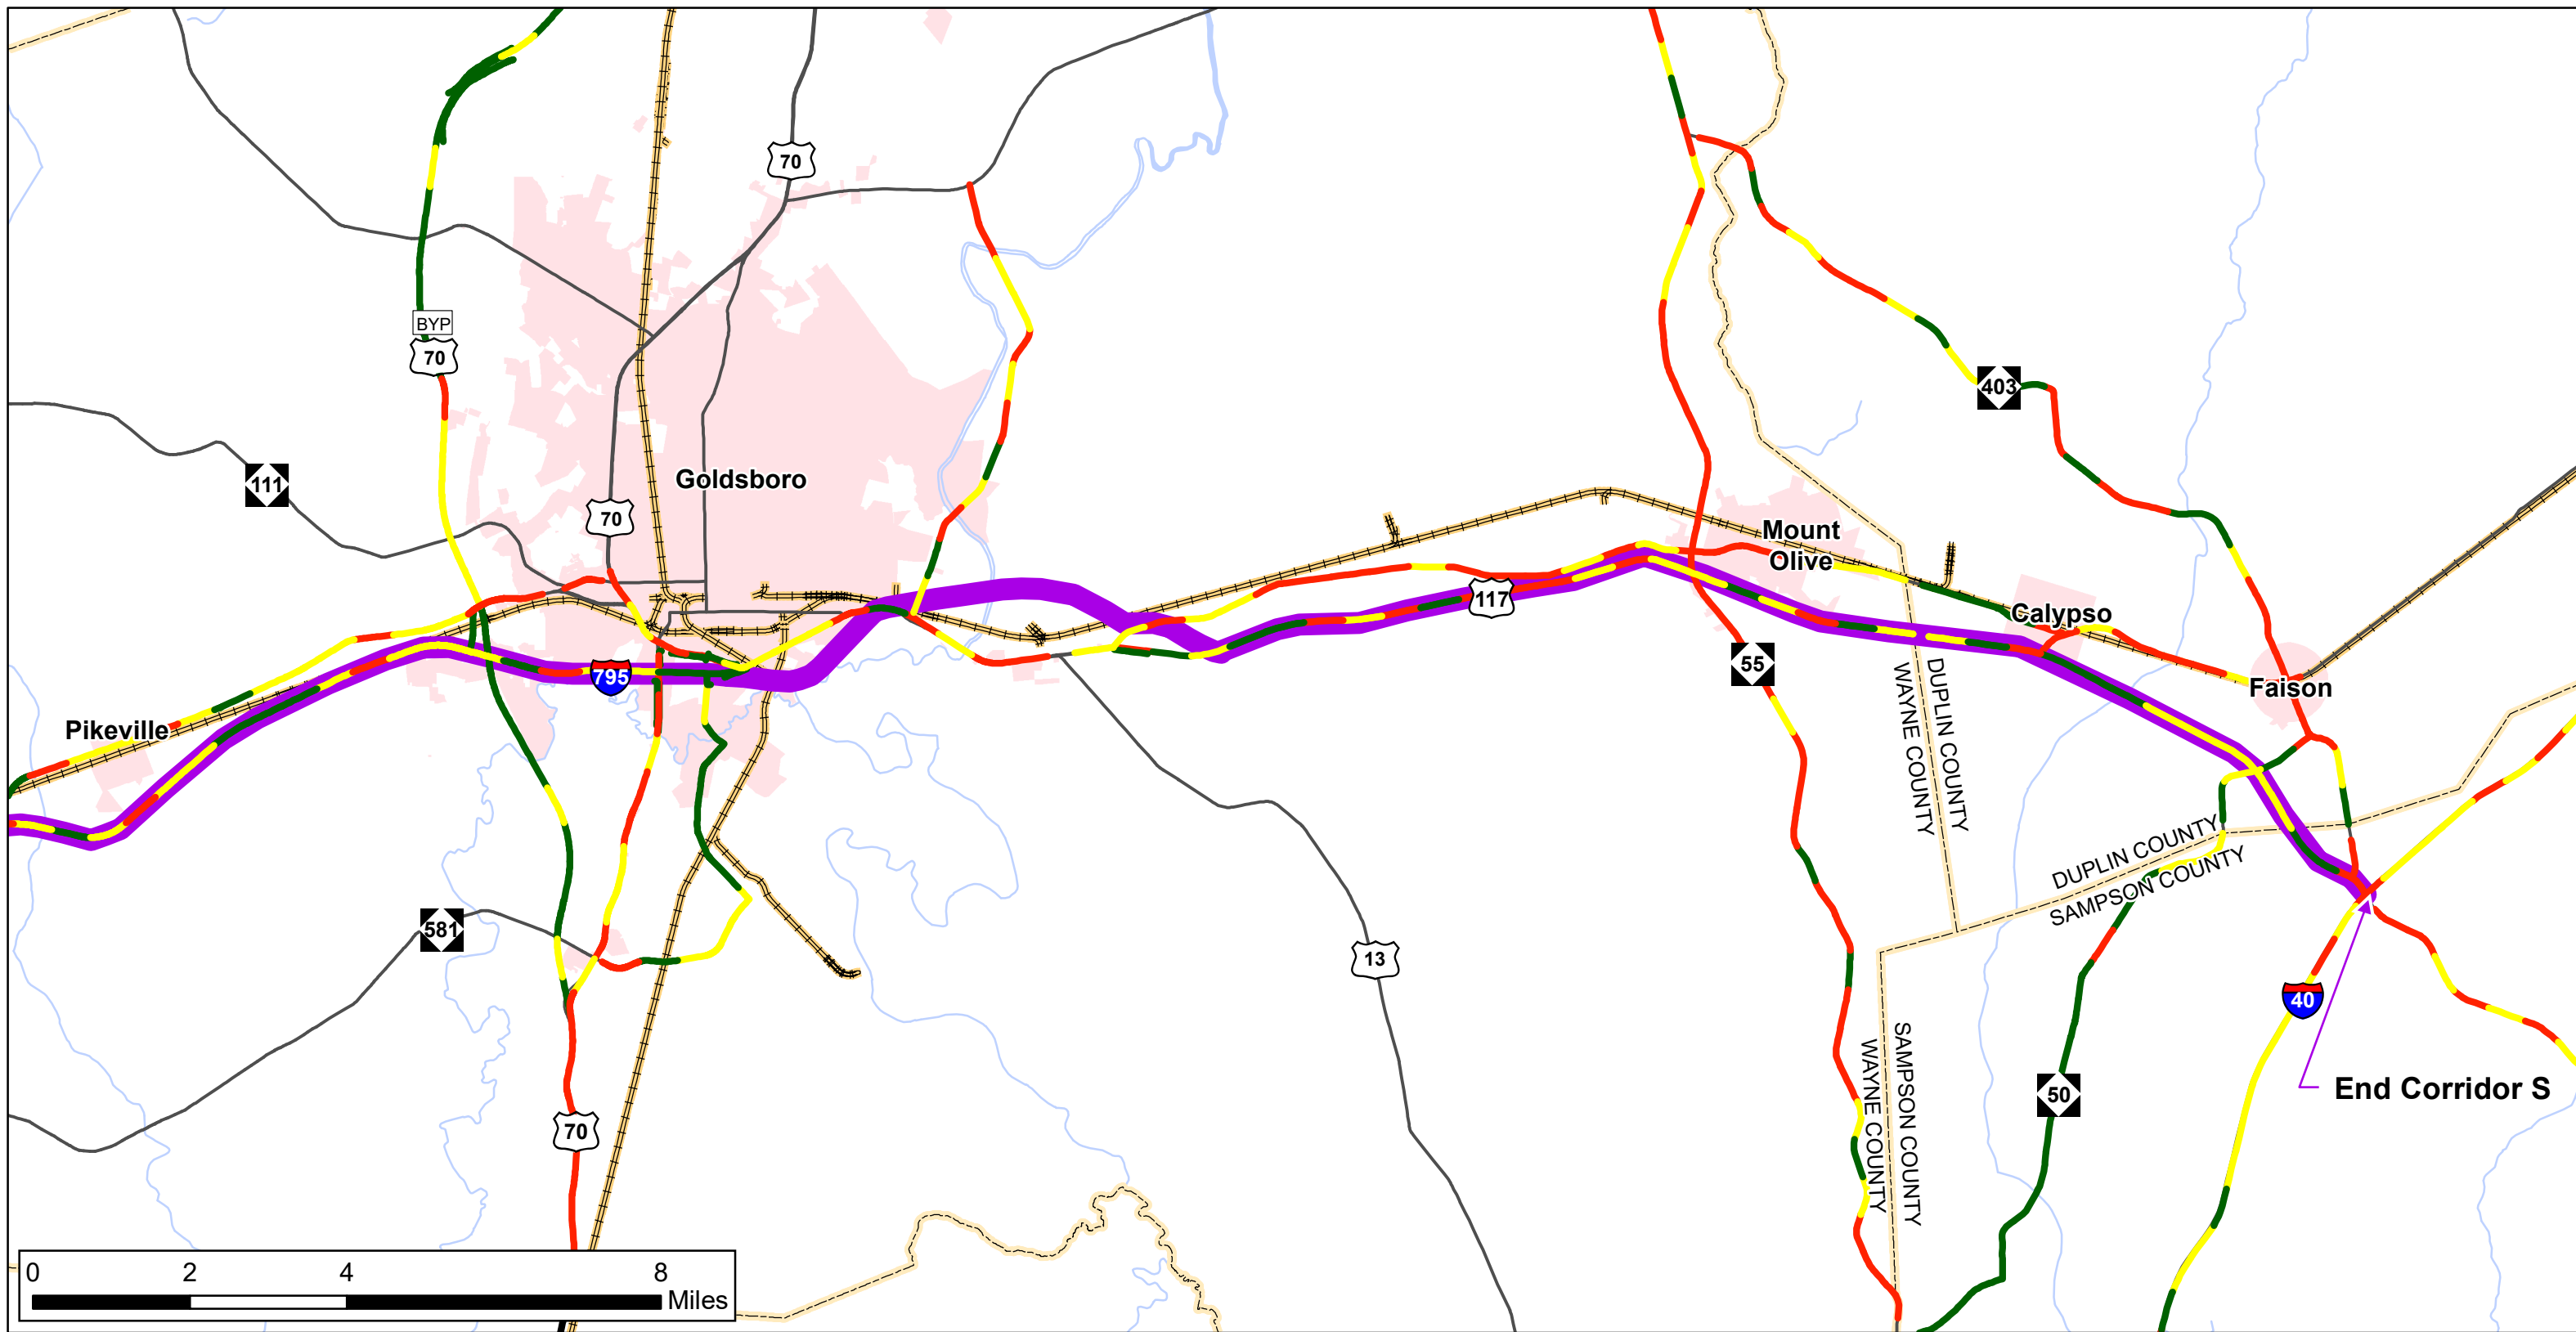 70
BYP
70
403
Goldsboro
111
70
Mount
Olive
117
Calypso
795
55
Faison
Pikeville
DUPLIN COUNTY
WAYNE COUNTY
DUPLIN COUNTY
SAMPSON COUNTY
581
13
40
End Corridor S
50
SAMPSON COUNTY
WAYNE COUNTY
70
0 2 4 8
Miles